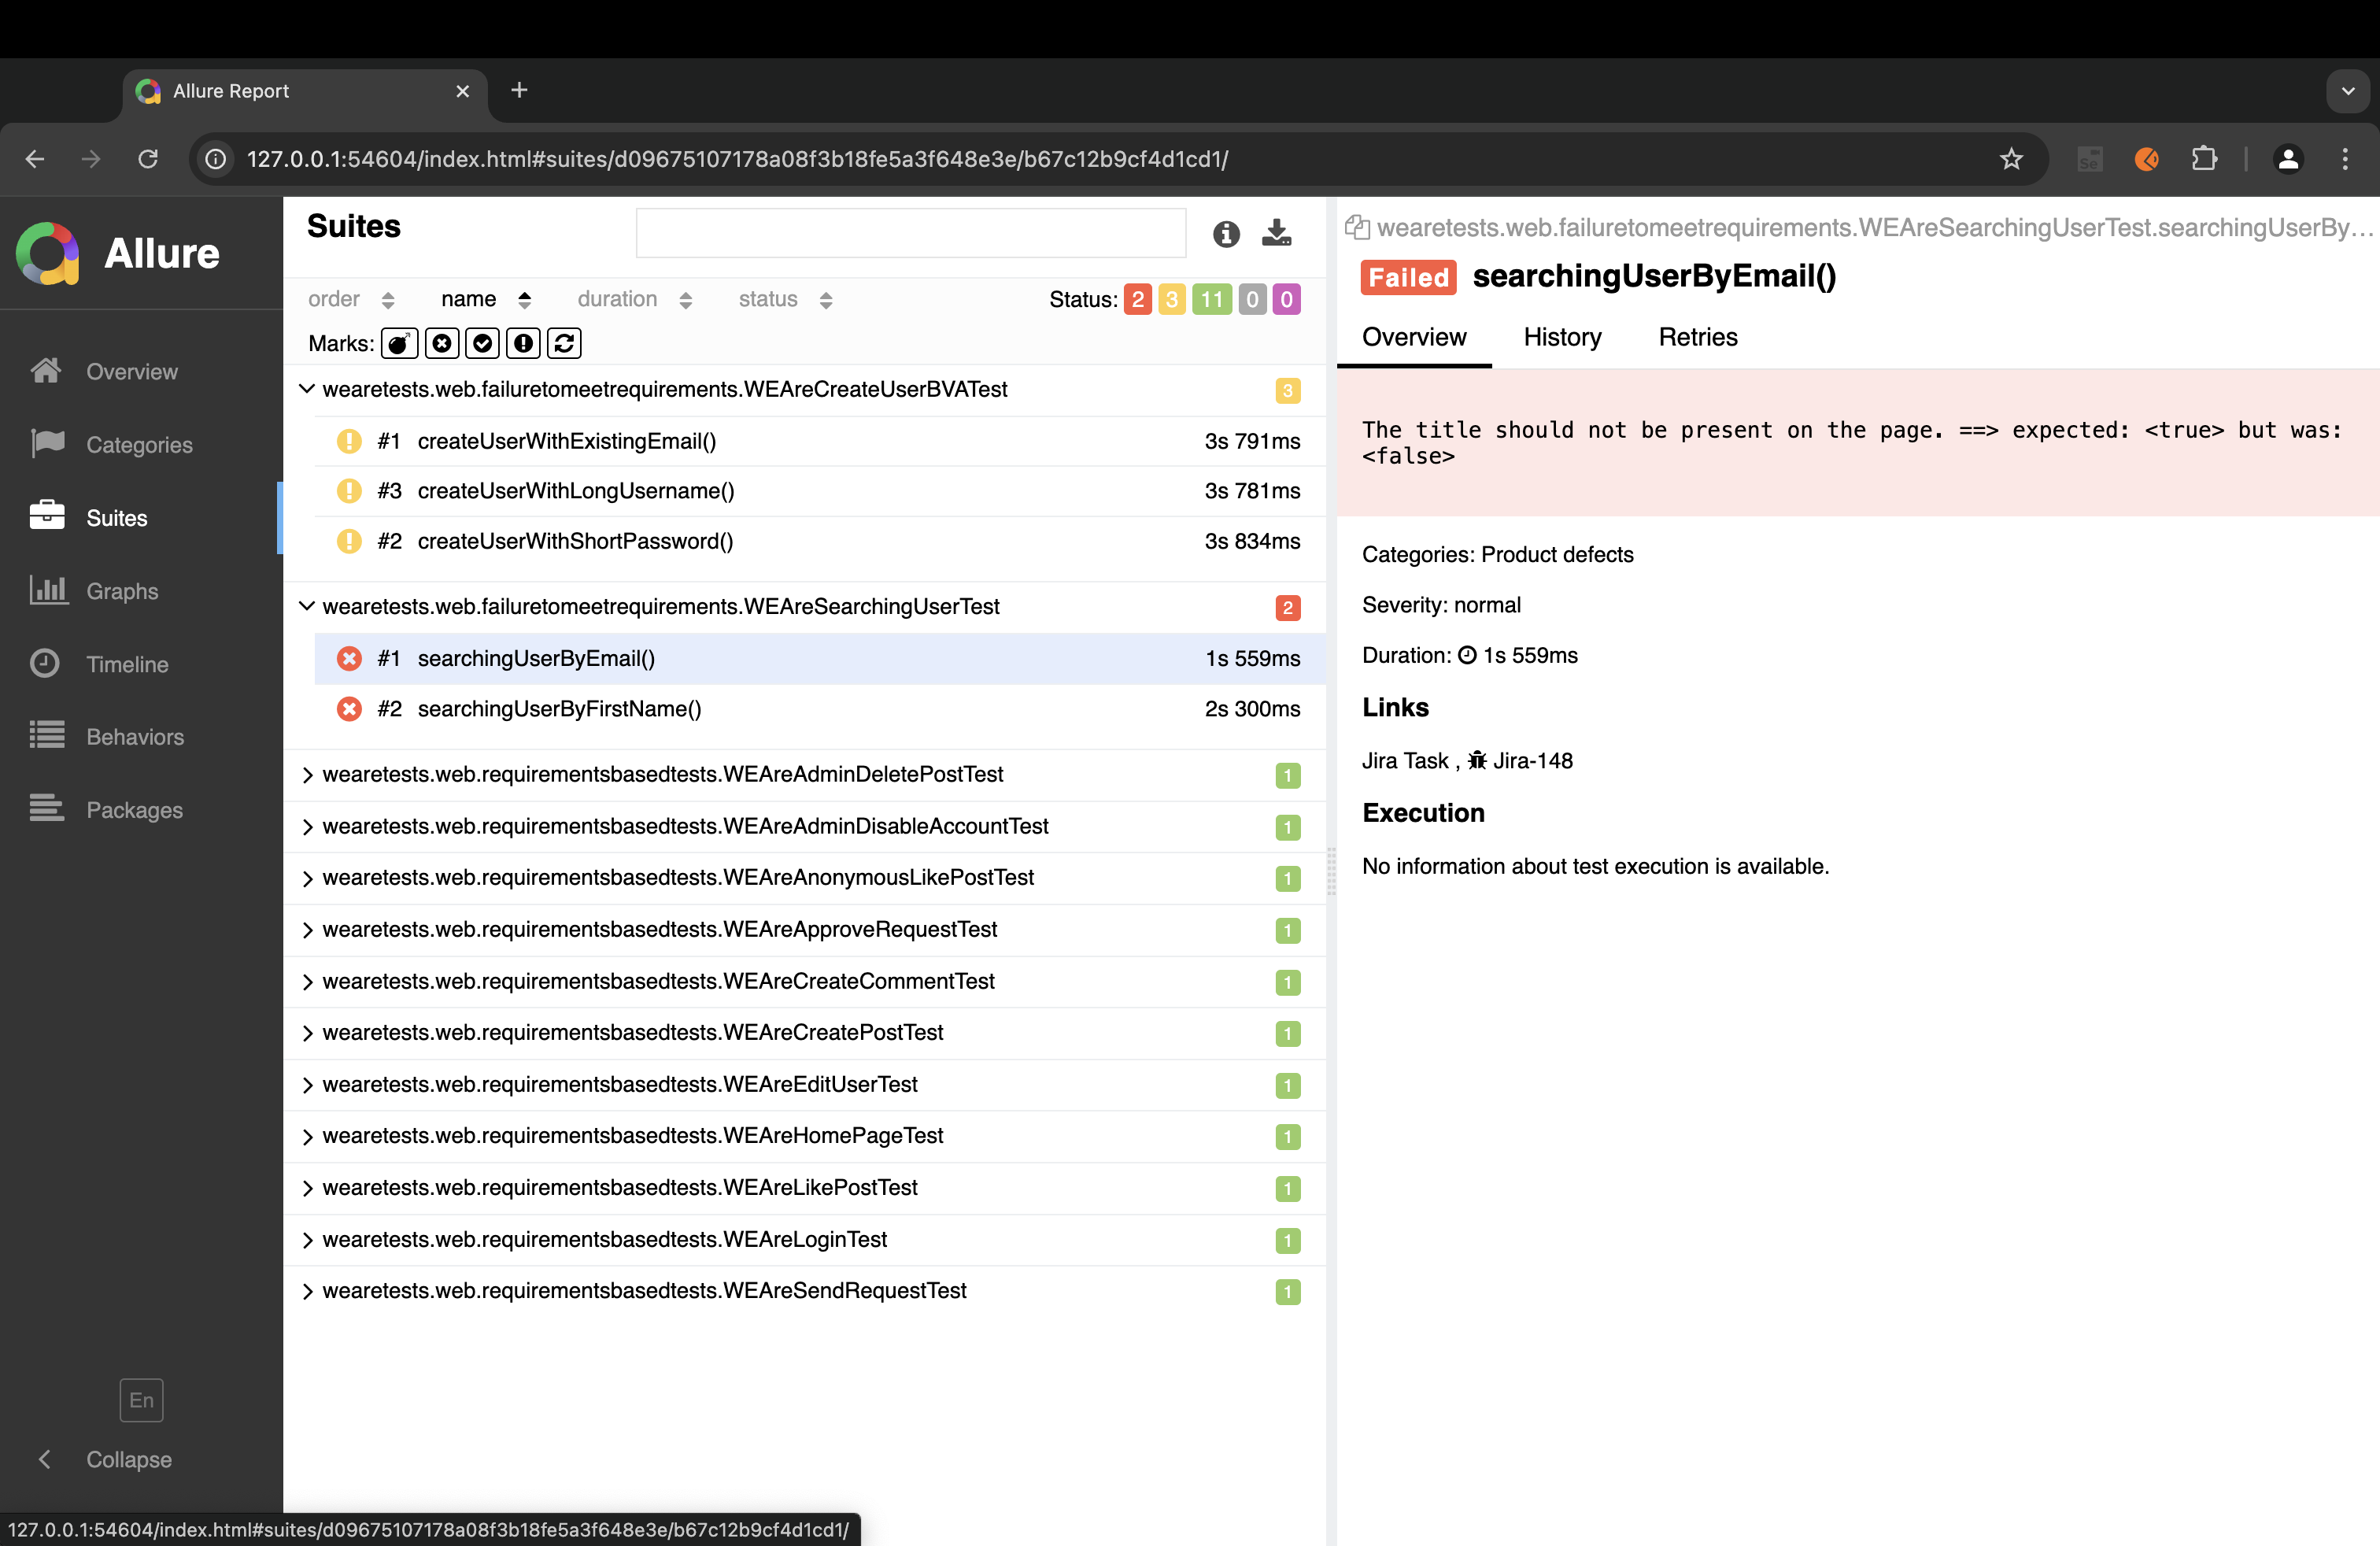 Allure Report
127.0.0.1:54604/index.html#suites/d09675107178a08f3b18fe5a3f648e3e/b67c12b9cf4d1cd1/
Se
Allure
Overview
Categories
Suites
Graphs
Timeline
Behaviors
Packages
En
Collapse
Suites
order name duration status Status: 2 3 11 0 0
Marks:
wearetests.web.failuretomeetrequirements.WEAreCreateUserBVATest 3
#1 createUserWithExistingEmail() 3s 791ms
#3 createUserWithLongUsername() 3s 781ms
#2 createUserWithShortPassword() 3s 834ms
wearetests.web.failuretomeetrequirements.WEAreSearchingUserTest 2
#1 searchingUserByEmail() 1s 559ms
#2 searchingUserByFirstName() 2s 300ms
wearetests.web.requirementsbasedtests.WEAreAdminDeletePostTest 1
wearetests.web.requirementsbasedtests.WEAreAdminDisableAccountTest 1
wearetests.web.requirementsbasedtests.WEAreAnonymousLikePostTest 1
wearetests.web.requirementsbasedtests.WEAreApproveRequestTest 1
wearetests.web.requirementsbasedtests.WEAreCreateCommentTest 1
wearetests.web.requirementsbasedtests.WEAreCreatePostTest 1
wearetests.web.requirementsbasedtests.WEAreEditUserTest 1
wearetests.web.requirementsbasedtests.WEAreHomePageTest 1
wearetests.web.requirementsbasedtests.WEAreLikePostTest 1
wearetests.web.requirementsbasedtests.WEAreLoginTest 1
wearetests.web.requirementsbasedtests.WEAreSendRequestTest 1
wearetests.web.failuretomeetrequirements.WEAreSearchingUserTest.searchingUserBy...
Failed searchingUserByEmail()
Overview History Retries
The title should not be present on the page. ==> expected: <true> but was:
<false>
Categories: Product defects
Severity: normal
Duration: 1s 559ms
Links
Jira Task , Jira-148
Execution
No information about test execution is available.
127.0.0.1:54604/index.html#suites/d09675107178a08f3b18fe5a3f648e3e/b67c12b9cf4d1cd1/